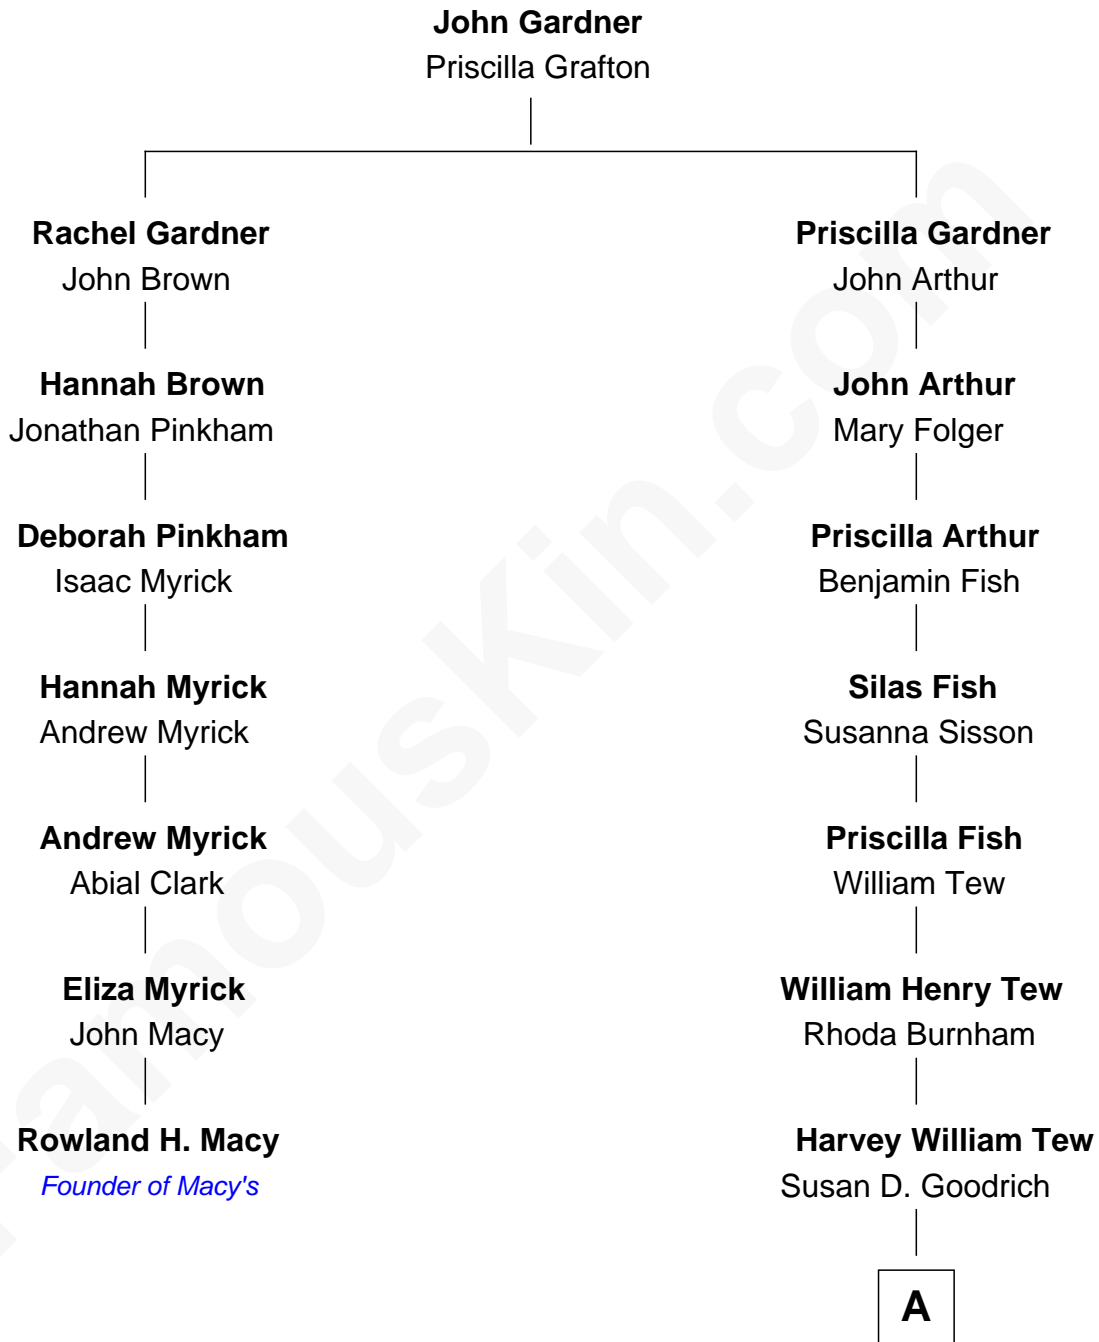 John Gardner
Priscilla Grafton
Rachel Gardner
John Brown
Priscilla Gardner
John Arthur
Hannah Brown
Jonathan Pinkham
John Arthur
Mary Folger
Deborah Pinkham
Isaac Myrick
Priscilla Arthur
Benjamin Fish
Hannah Myrick
Andrew Myrick
Silas Fish
Susanna Sisson
Andrew Myrick
Abial Clark
Priscilla Fish
William Tew
Eliza Myrick
John Macy
William Henry Tew
Rhoda Burnham
Rowland H. Macy
Founder of Macy's
Harvey William Tew
Susan D. Goodrich
A
FamousKin.com